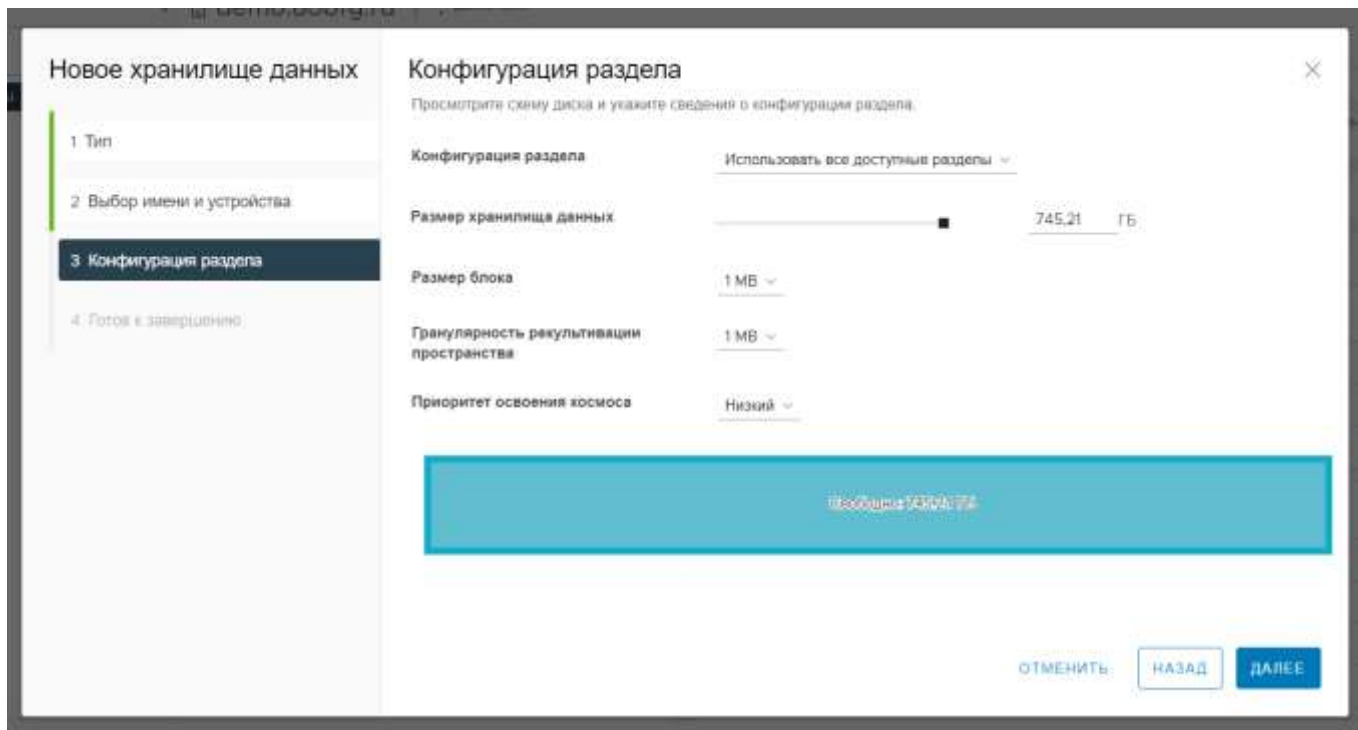 Новое хранилище данных
1 Тип
2 Выбор имени и устройства
3 Конфигурация раздела
4 Готов к завершению
Конфигурация раздела
Просмотрите схему диска и укажите сведения о конфигурации раздела.
Конфигурация раздела
Использовать все доступные разделы
Размер хранилища данных
745,21 ГБ
Размер блока
1 MB
Гранулярность рекультивации
пространства
1 MB
Приоритет освоения космоса
Низкий
ОТМЕНИТЬ
НАЗАД
ДАЛЕЕ